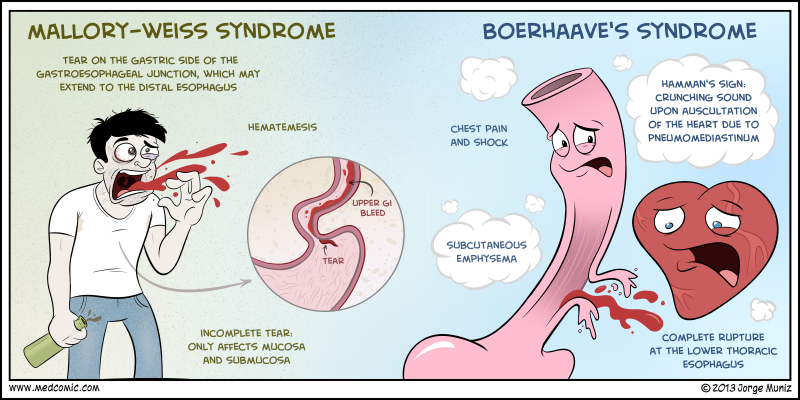 MALLORY-WEISS SYNDROME
TEAR ON THE GASTRIC SIDE OF THE
GASTROESOPHAGEAL JUNCTION, WHICH MAY
EXTEND TO THE DISTAL ESOPHAGUS
HEMATEMESIS
UPPER GI
BLEED
TEAR
INCOMPLETE TEAR:
ONLY AFFECTS MUCOSA
AND SUBMUCOSA
BOERHAAVE'S SYNDROME
CHEST PAIN
AND SHOCK
HAMMAN'S SIGN:
CRUNCHING SOUND
UPON AUSCULTATION
OF THE HEART DUE TO
PNEUMOMEDIASTINUM
SUBCUTANEOUS
EMPHYSEMA
COMPLETE RUPTURE
AT THE LOWER THORACIC
ESOPHAGUS
www.medcomic.com
© 2013 Jorge Muniz